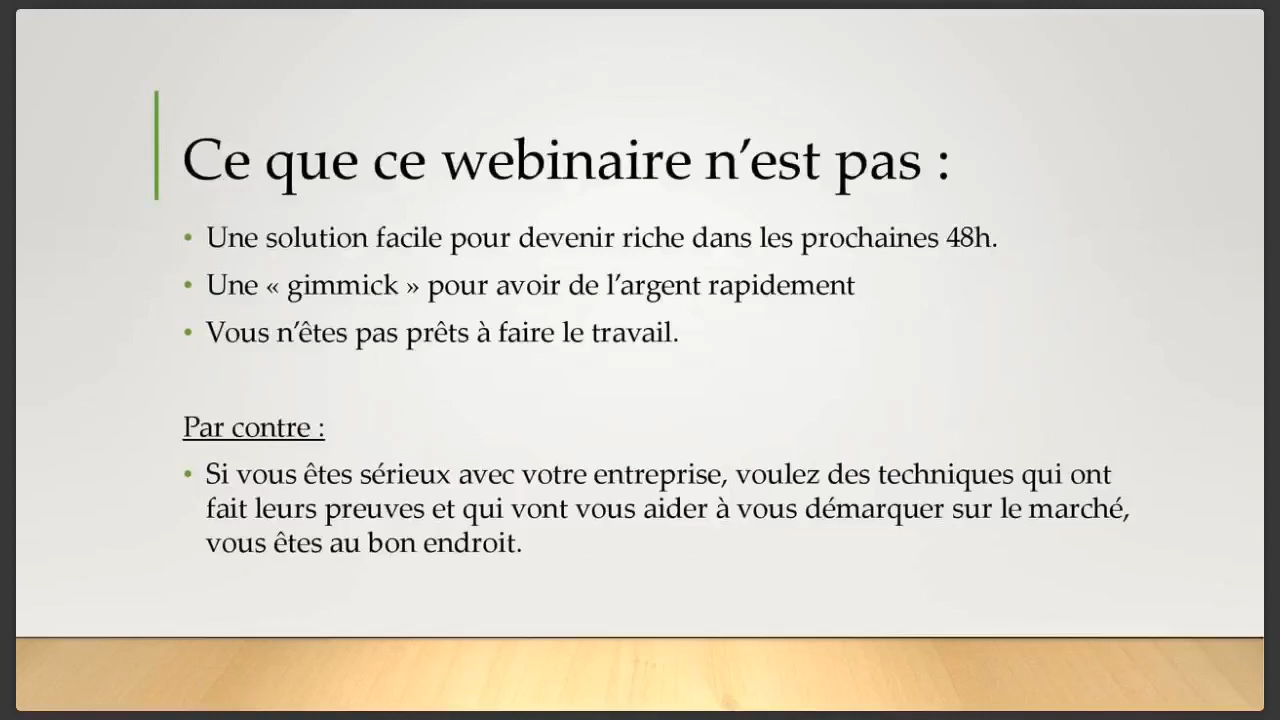 Ce que ce webinaire n’est pas :
• Une solution facile pour devenir riche dans les prochaines 48h.
• Une « gimmick » pour avoir de l’argent rapidement
• Vous n’êtes pas prêts à faire le travail.
Par contre :
• Si vous êtes sérieux avec votre entreprise, voulez des techniques qui ont
fait leurs preuves et qui vont vous aider à vous démarquer sur le marché,
vous êtes au bon endroit.